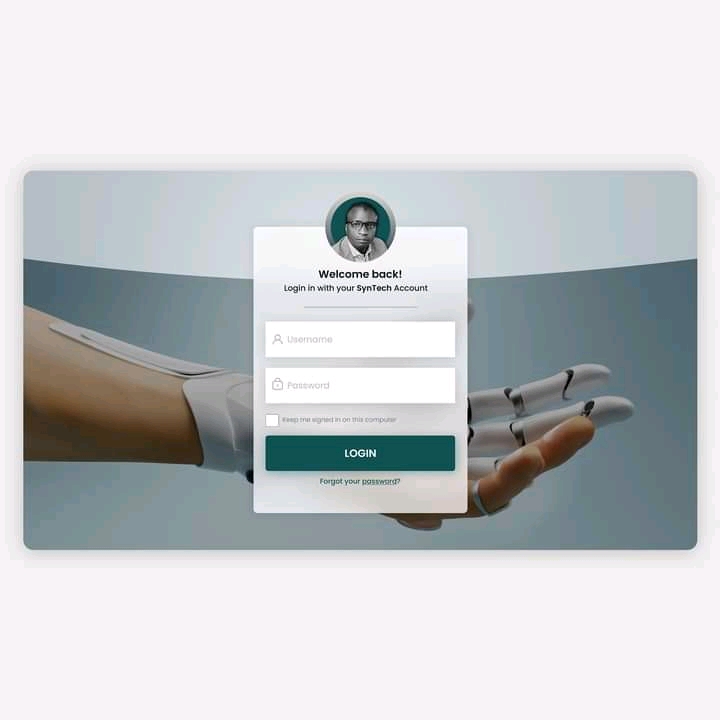 Welcome back!
Login in with your SynTech Account
Username
Password
Keep me signed in on this computer
LOGIN
Forgot your password?